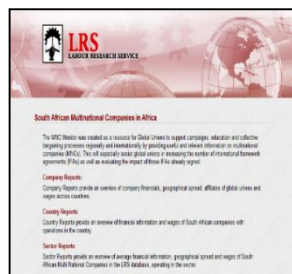 LRS
LABOUR RESEARCH SERVICE
South African Multinational Companies in Africa
The MNC Monitor was created as a resource for Global Unions to support campaigns, education and collective
bargaining processes regionally and internationally by providing useful and relevant information on multinational
companies (MNCs). This will especially assist global unions in increasing the number of international framework
agreements (IFAs) as well as evaluating the impact of those IFAs already signed.
Company Reports:
Company Reports provide an overview of company financials, geographical spread, affiliates of global unions and
wages across countries.
Country Reports:
Country Reports provide an overview of financial information and wages of South African companies with
operations in the country.
Sector Reports:
Sector Reports provide an overview of average financial information, geographical spread and wages of South
African Multi National Companies in the LRS database, operating in the sector.